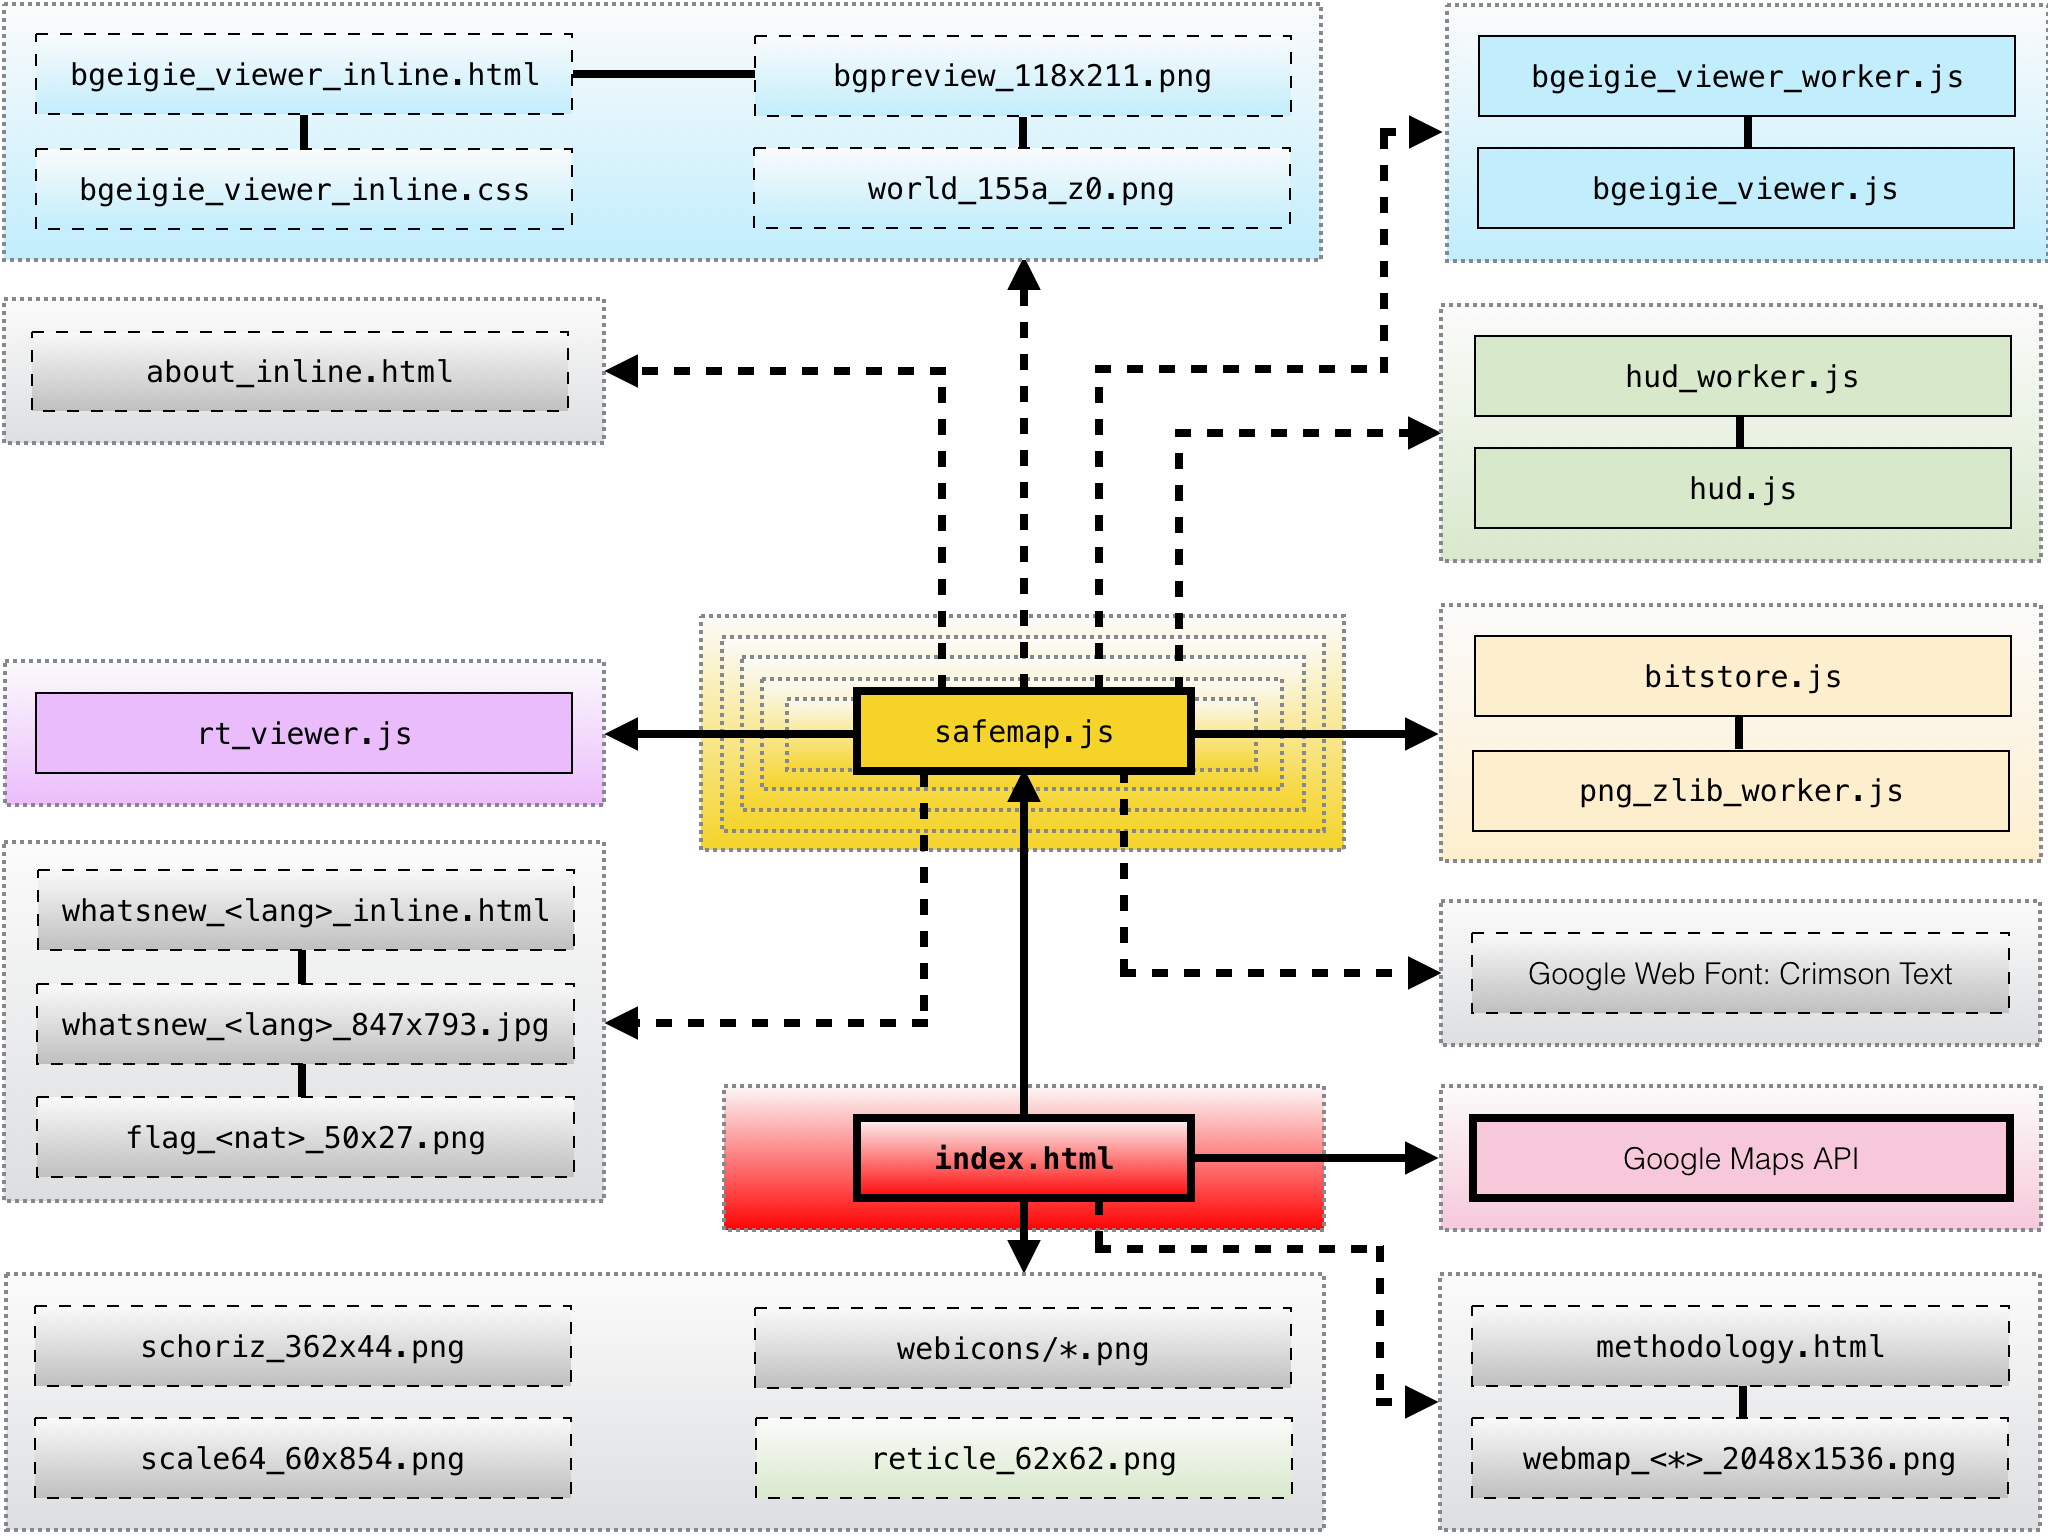 bgeigie_viewer_inline.html
bgpreview_118x211.png
bgeigie_viewer_worker.js
bgeigie_viewer_inline.css
world_155a_z0.png
bgeigie_viewer.js
about_inline.html
hud_worker.js
hud.js
rt_viewer.js
safemap.js
bitstore.js
png_zlib_worker.js
whatsnew_<lang>_inline.html
whatsnew_<lang>_847x793.jpg
flag_<nat>_50x27.png
Google Web Font: Crimson Text
index.html
Google Maps API
schoriz_362x44.png
webicons/*.png
methodology.html
scale64_60x854.png
reticle_62x62.png
webmap_<*>_2048x1536.png